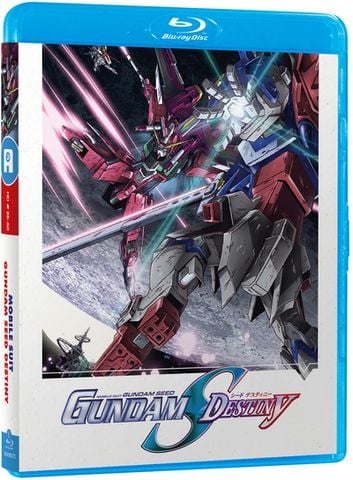 Blu-ray Disc
MOBILE SUIT
GUNDAM SEED DESTINY
MOBILE SUIT GUNDAM SEED
GUNDAM S DESTINY
シード デスティニー